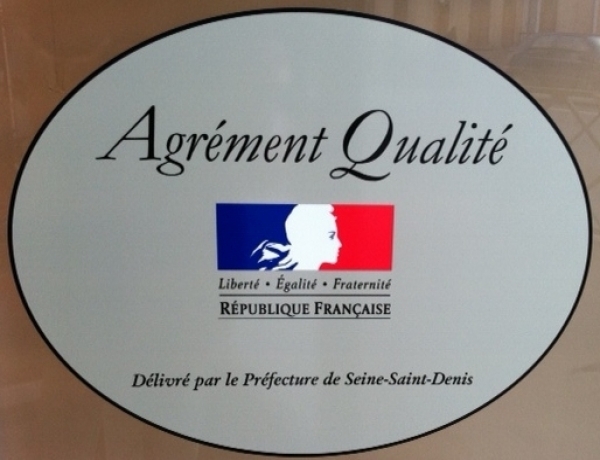 Agrément Qualité
Liberté • Égalité • Fraternité
RÉPUBLIQUE FRANÇAISE
Délivré par le Préfecture de Seine-Saint-Denis